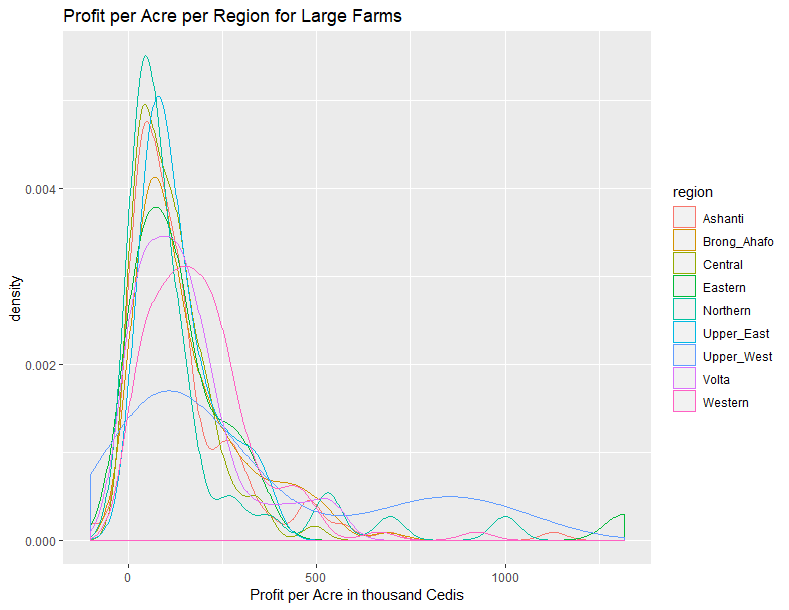 Profit per Acre per Region for Large Farms
0.004
0.002
0.000
density
0
500
1000
Profit per Acre in thousand Cedis
region
Ashanti
Brong_Ahafo
Central
Eastern
Northern
Upper_East
Upper_West
Volta
Western